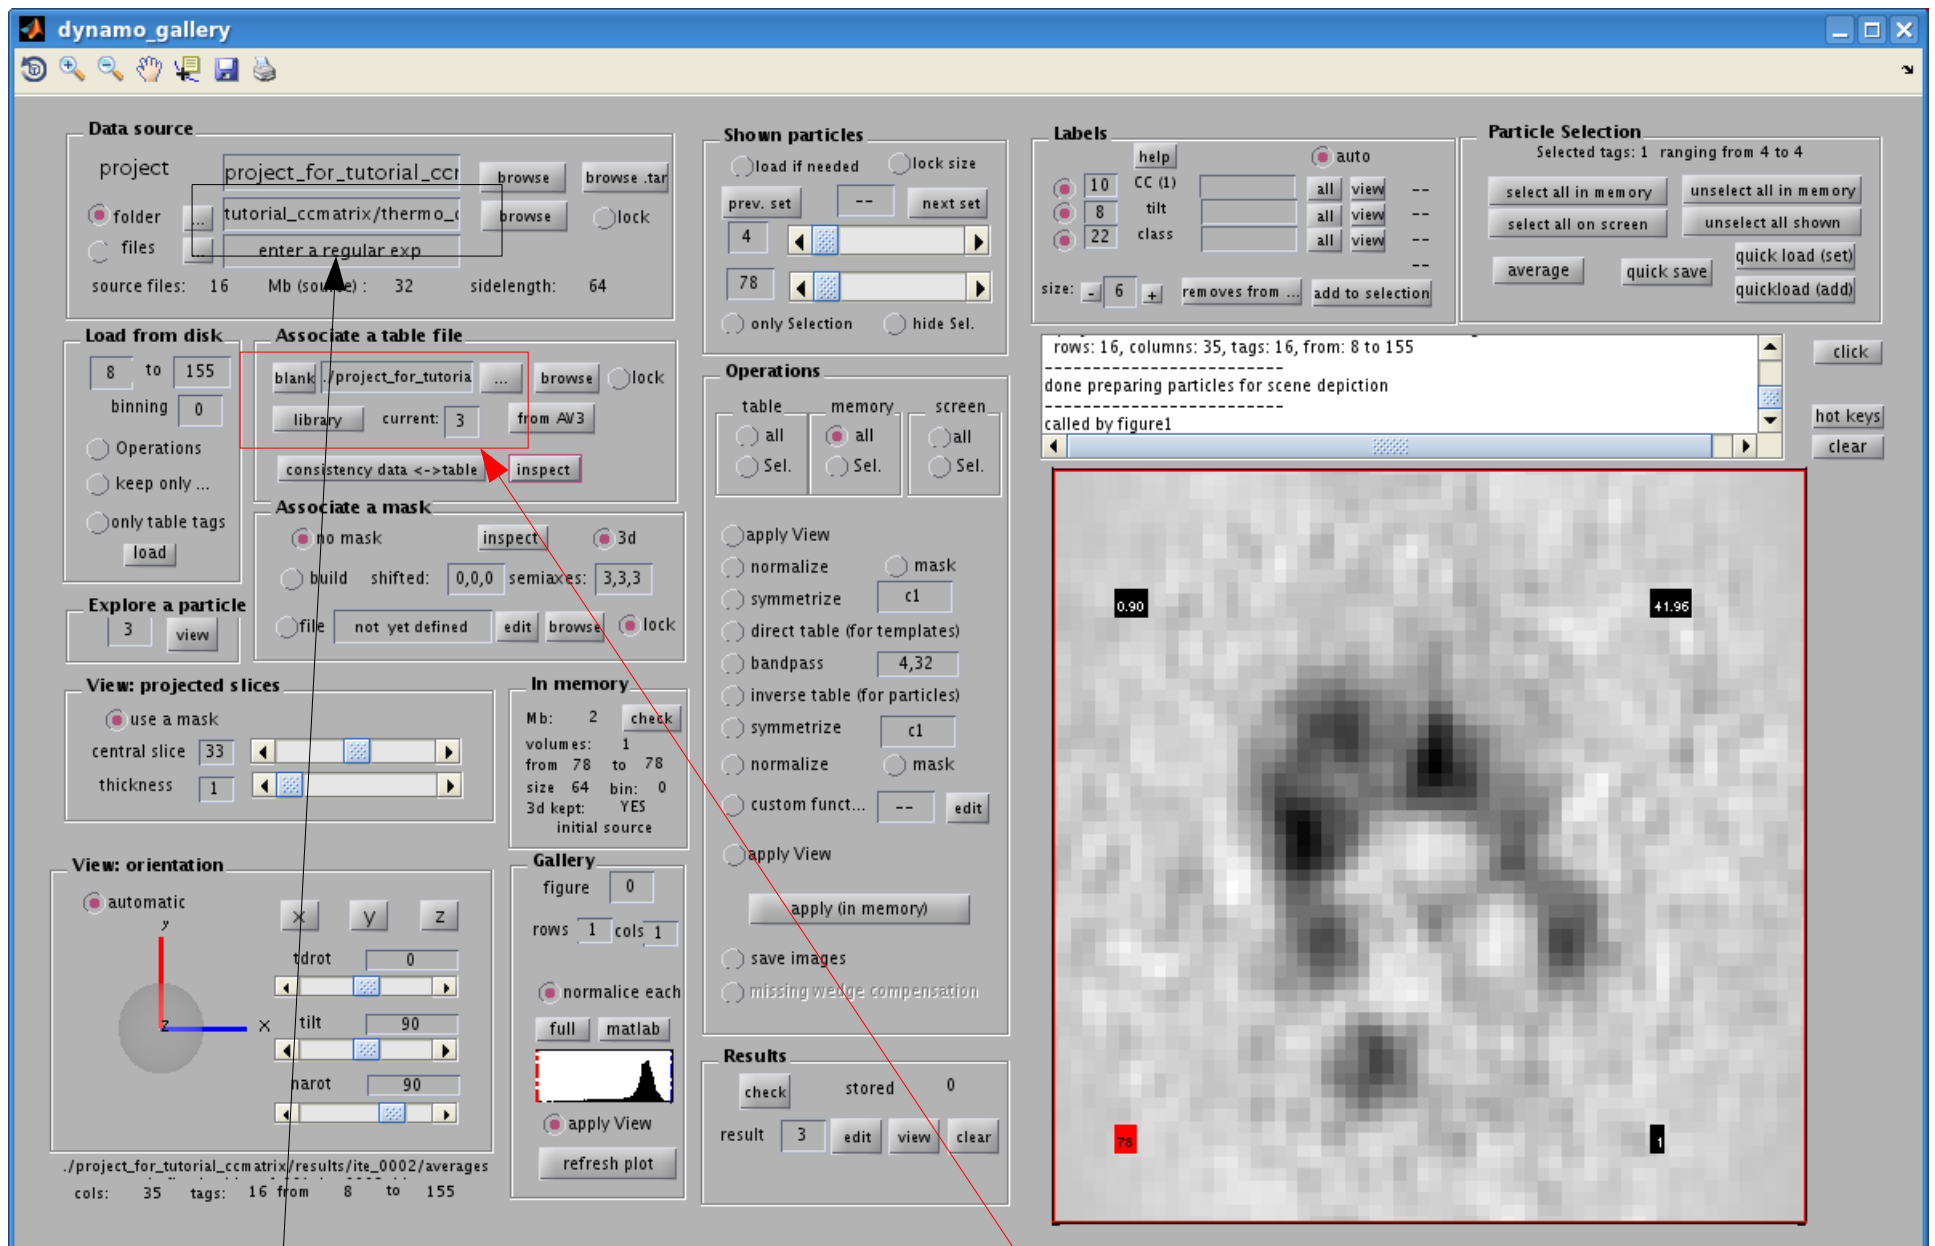 dynamo_gallery
Data source
project
project_for_tutorial_ccr
browse
browse .tar
folder
...
tutorial_ccmatrix/thermo_c
browse
lock
files
...
enter a regular exp
source files: 16 Mb (source) : 32 sidelength: 64
Load from disk
8 to 155
binning 0
Operations
keep only ...
only table tags
load
Associate a table file
blank ./project_for_tutoria ... browse lock
library current: 3 from AV3
consistency data <->table inspect
Associate a mask
no mask inspect 3d
build shifted: 0,0,0 semiaxes: 3,3,3
file not yet defined edit browse lock
Explore a particle
3 view
View: projected slices
use a mask
central slice 33
thickness 1
In memory
Mb: 2 check
volumes: 1
from 78 to 78
size 64 bin: 0
3d kept: YES
initial source
View: orientation
automatic
x y z
y
z
x
tdrot 0
tilt 90
narot 90
./project_for_tutorial_ccmatrix/results/ite_0002/averages
cols: 35 tags: 16 from 8 to 155
Gallery
figure 0
rows 1 cols 1
normalice each
full matlab
apply View
refresh plot
Shown particles
load if needed lock size
prev. set -- next set
4
78
only Selection hide Sel.
Operations
table memory screen
all all all
Sel. Sel. Sel.
apply View
normalize mask
symmetrize c1
direct table (for templates)
bandpass 4,32
inverse table (for particles)
symmetrize c1
normalize mask
custom funct... -- edit
apply View
apply (in memory)
save images
missing wedge compensation
Results
check stored 0
result 3 edit view clear
Labels
help auto
10 CC (1) all view --
8 tilt all view --
22 class all view --
--
size: - 6 + removes from ... add to selection
Particle Selection
Selected tags: 1 ranging from 4 to 4
select all in memory unselect all in memory
select all on screen unselect all shown
average quick save quick load (set)
quickload (add)
rows: 16, columns: 35, tags: 16, from: 8 to 155
--------------------------
done preparing particles for scene depiction
--------------------------
called by figure1
click
hot keys
clear
0.90 41.96
78 1